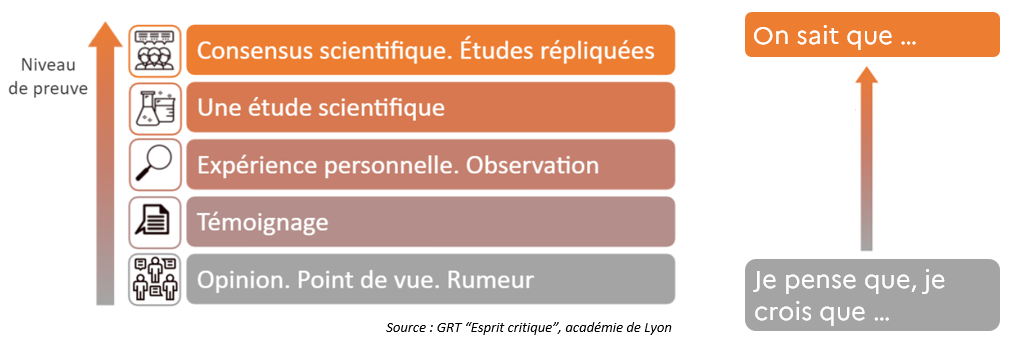 Niveau
de preuve
Consensus scientifique. Études répliquées
Une étude scientifique
Expérience personnelle. Observation
Témoignage
Opinion. Point de vue. Rumeur
Source : GRT “Esprit critique”, académie de Lyon
On sait que ...
Je pense que, je
crois que ...